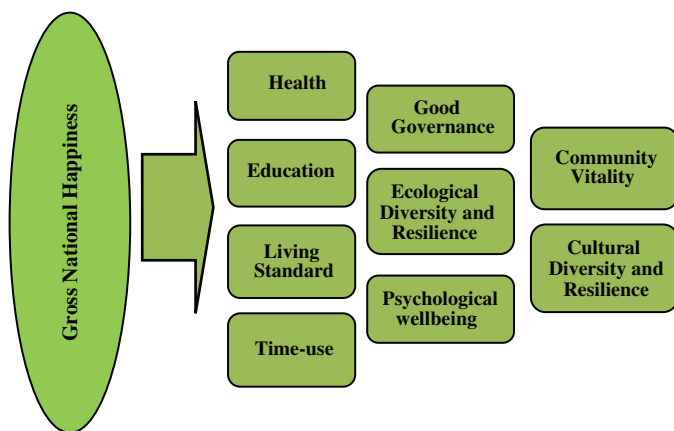 Gross National Happiness
Health
Education
Living
Standard
Time-use
Good
Governance
Ecological
Diversity and
Resilience
Psychological
wellbeing
Community
Vitality
Cultural
Diversity and
Resilience